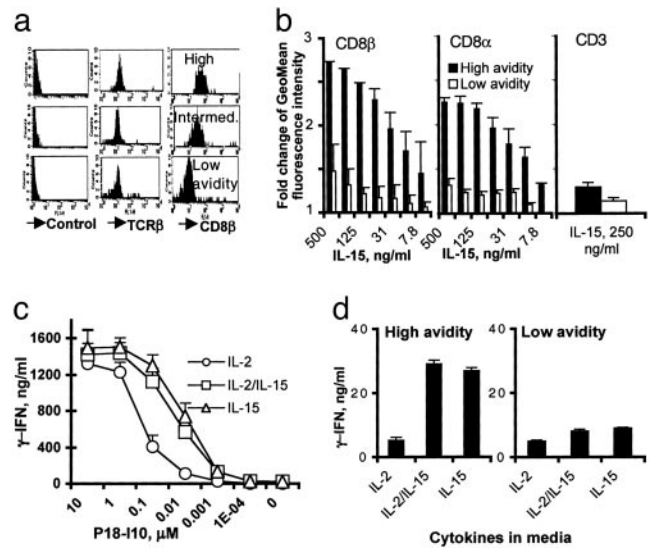 a
High
Intermed.
Low
avidity
Control
TCRβ
CD8β
b
CD8β
CD8α
CD3
High avidity
Low avidity
Fold change of GeoMean
fluorescence intensity
3
2
1
500 125 31 7.8
500 125 31 7.8
IL-15, ng/ml
IL-15, ng/ml
IL-15, 250
ng/ml
c
γ–IFN, ng/ml
1600
1200
800
400
0
IL-2
IL-2/IL-15
IL-15
10 1 0.1 0.01 0.001 1E-04 0
P18-I10, μM
d
High avidity
Low avidity
γ–IFN, ng/ml
40
20
0
IL-2 IL-2/IL-15 IL-15
IL-2 IL-2/IL-15 IL-15
Cytokines in media